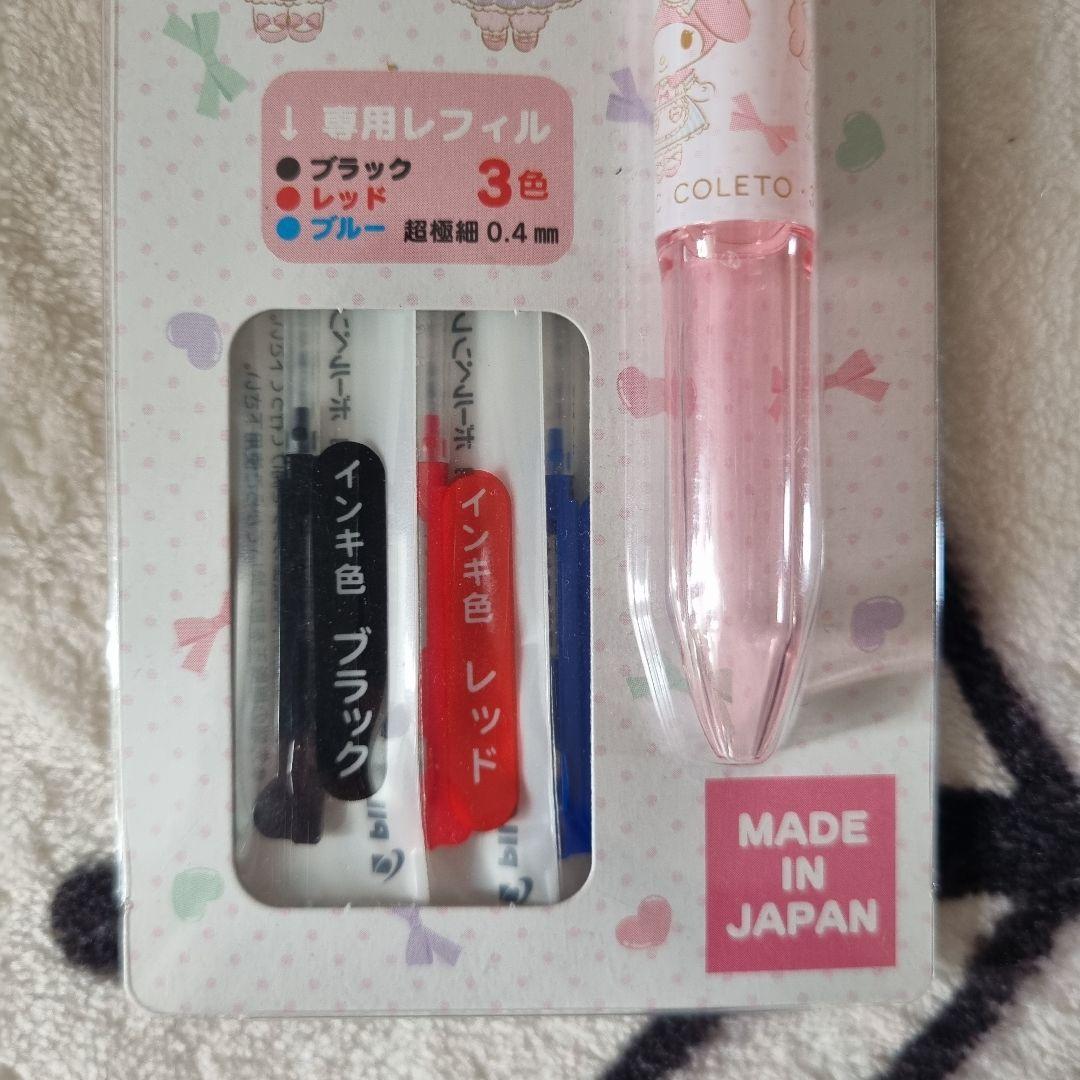 ↓ 専用レフィル
● ブラック
● レッド
● ブルー
3色
超極細 0.4 ㎜
COLETO
インキ色 ブラック
インキ色 レッド
MADE
IN
JAPAN